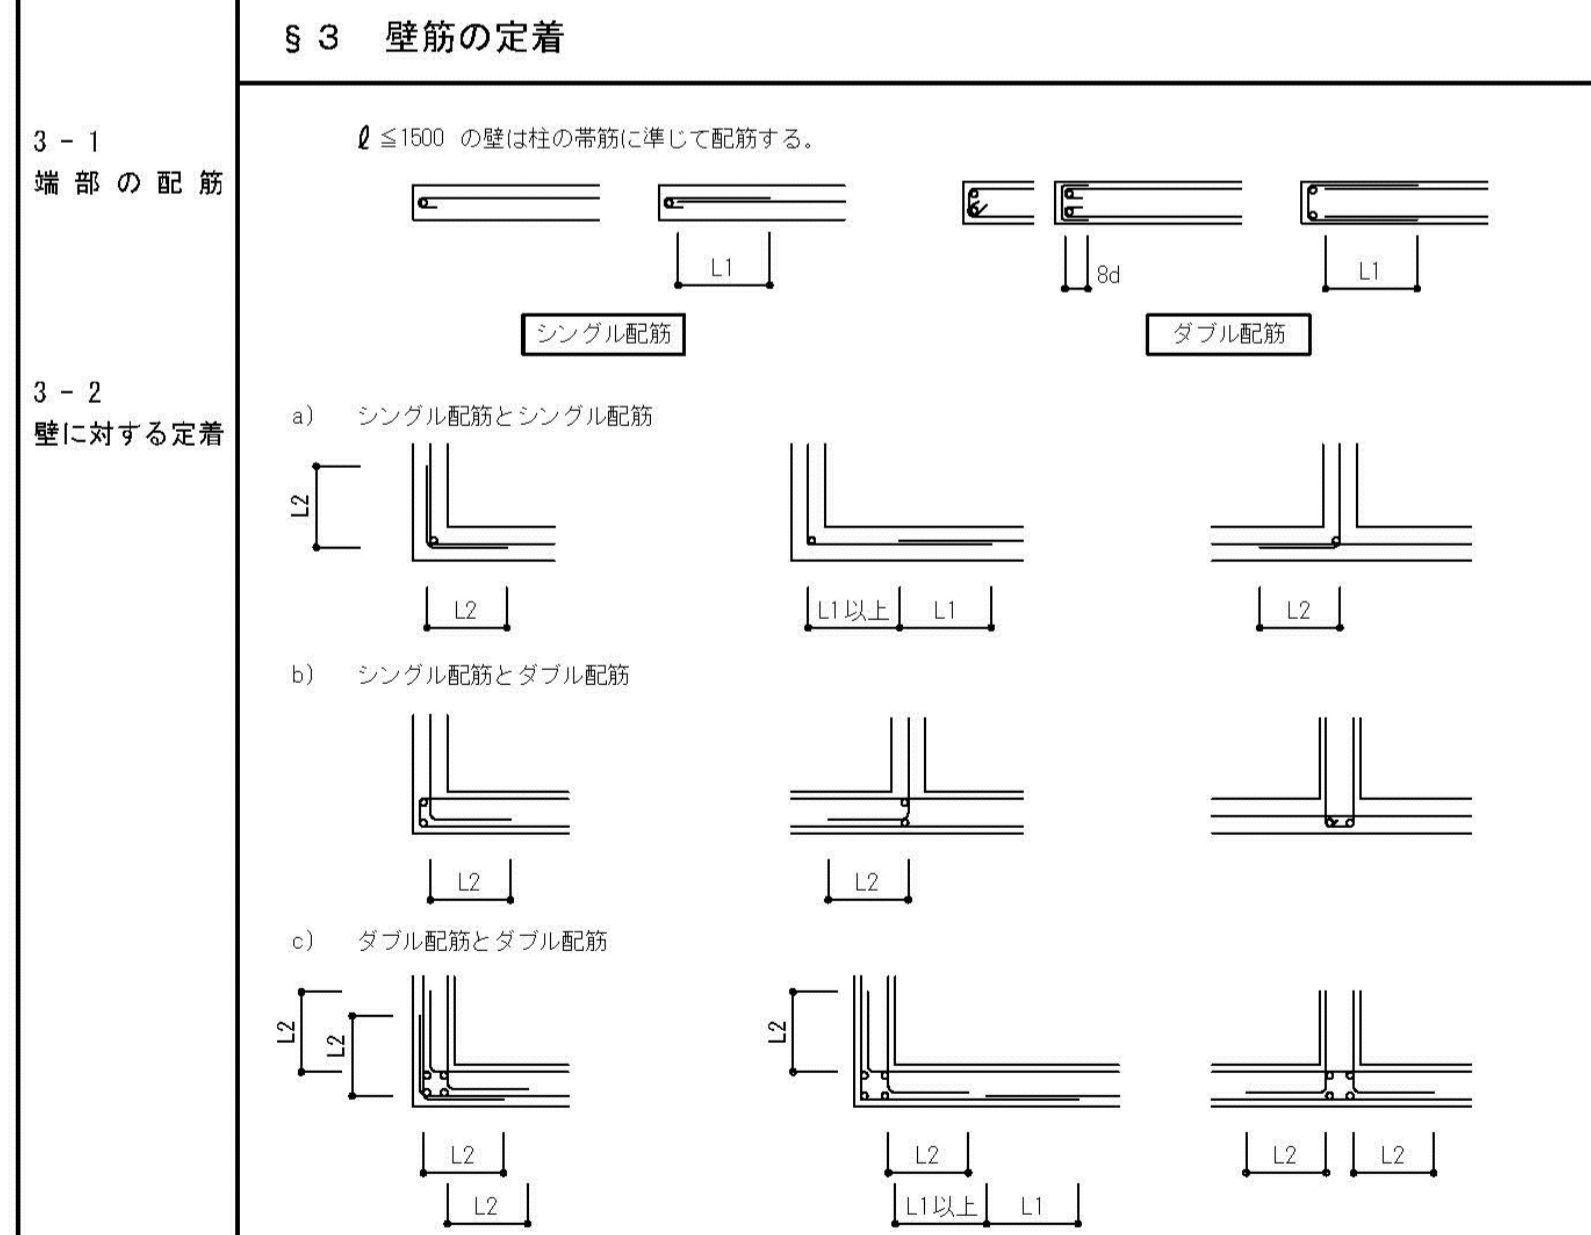 §3 壁筋の定着
3-1
端部の配筋
ℓ≦1500 の壁は柱の帯筋に準じて配筋する。
L1
8d
L1
シングル配筋
ダブル配筋
3-2
壁に対する定着
a) シングル配筋とシングル配筋
L2
L2
L1以上
L1
L2
b) シングル配筋とダブル配筋
L2
L2
c) ダブル配筋とダブル配筋
L2
L2
L2
L2
L2
L2
L1以上
L1
L2
L2